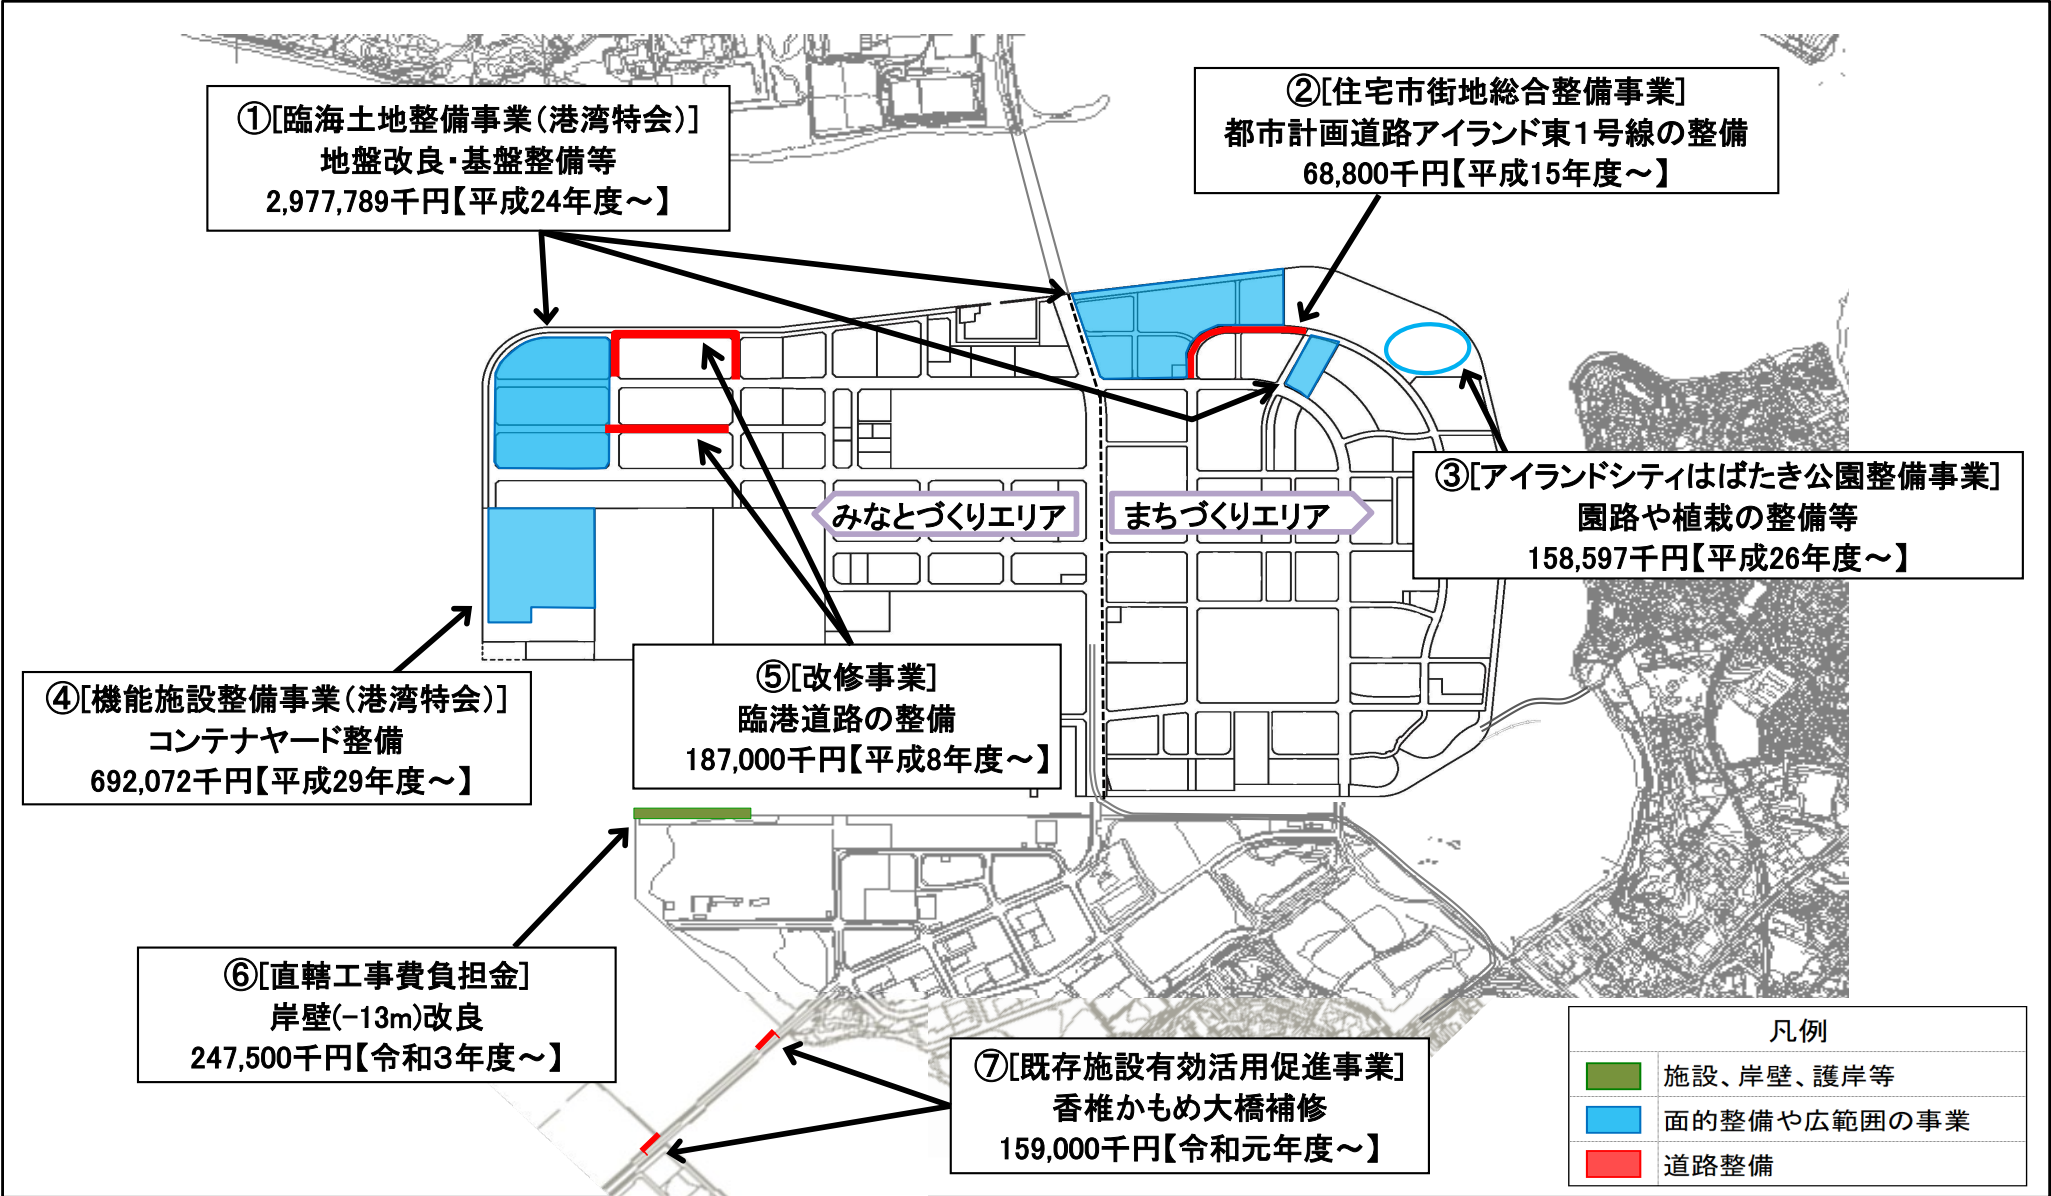 ①[臨海土地整備事業(港湾特会)]
地盤改良・基盤整備等
2,977,789千円【平成24年度～】
②[住宅市街地総合整備事業]
都市計画道路アイランド東１号線の整備
68,800千円【平成15年度～】
みなとづくりエリア
まちづくりエリア
③[アイランドシティはばたき公園整備事業]
園路や植栽の整備等
158,597千円【平成26年度～】
④[機能施設整備事業(港湾特会)]
コンテナヤード整備
692,072千円【平成29年度～】
⑤[改修事業]
臨港道路の整備
187,000千円【平成8年度～】
⑥[直轄工事費負担金]
岸壁(−13m)改良
247,500千円【令和３年度～】
⑦[既存施設有効活用促進事業]
香椎かもめ大橋補修
159,000千円【令和元年度～】
凡例
施設、岸壁、護岸等
面的整備や広範囲の事業
道路整備